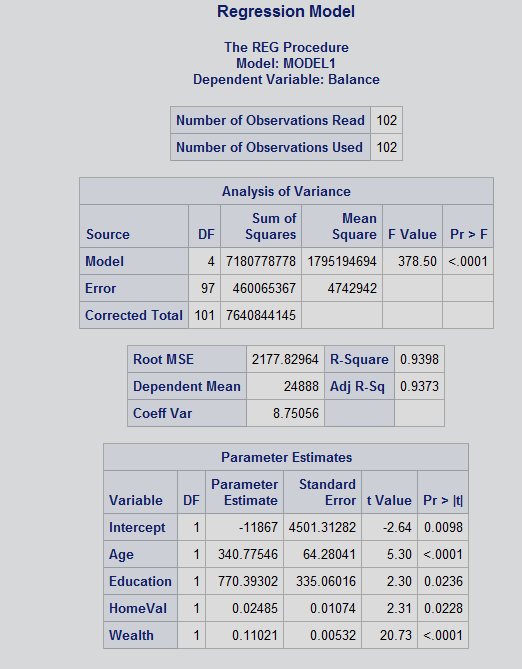 Regression Model
The REG Procedure
Model: MODEL1
Dependent Variable: Balance
Number of Observations Read 102
Number of Observations Used 102
Analysis of Variance
Source DF Sum of Squares Mean Square F Value Pr > F
Model 4 7180778778 1795194694 378.50 <.0001
Error 97 460065367 4742942
Corrected Total 101 7640844145
Root MSE 2177.82964 R-Square 0.9398
Dependent Mean 24888 Adj R-Sq 0.9373
Coeff Var 8.75056
Parameter Estimates
Variable DF Parameter Estimate Standard Error t Value Pr > |t|
Intercept 1 -11867 4501.31282 -2.64 0.0098
Age 1 340.77546 64.28041 5.30 <.0001
Education 1 770.39302 335.06016 2.30 0.0236
HomeVal 1 0.02485 0.01074 2.31 0.0228
Wealth 1 0.11021 0.00532 20.73 <.0001